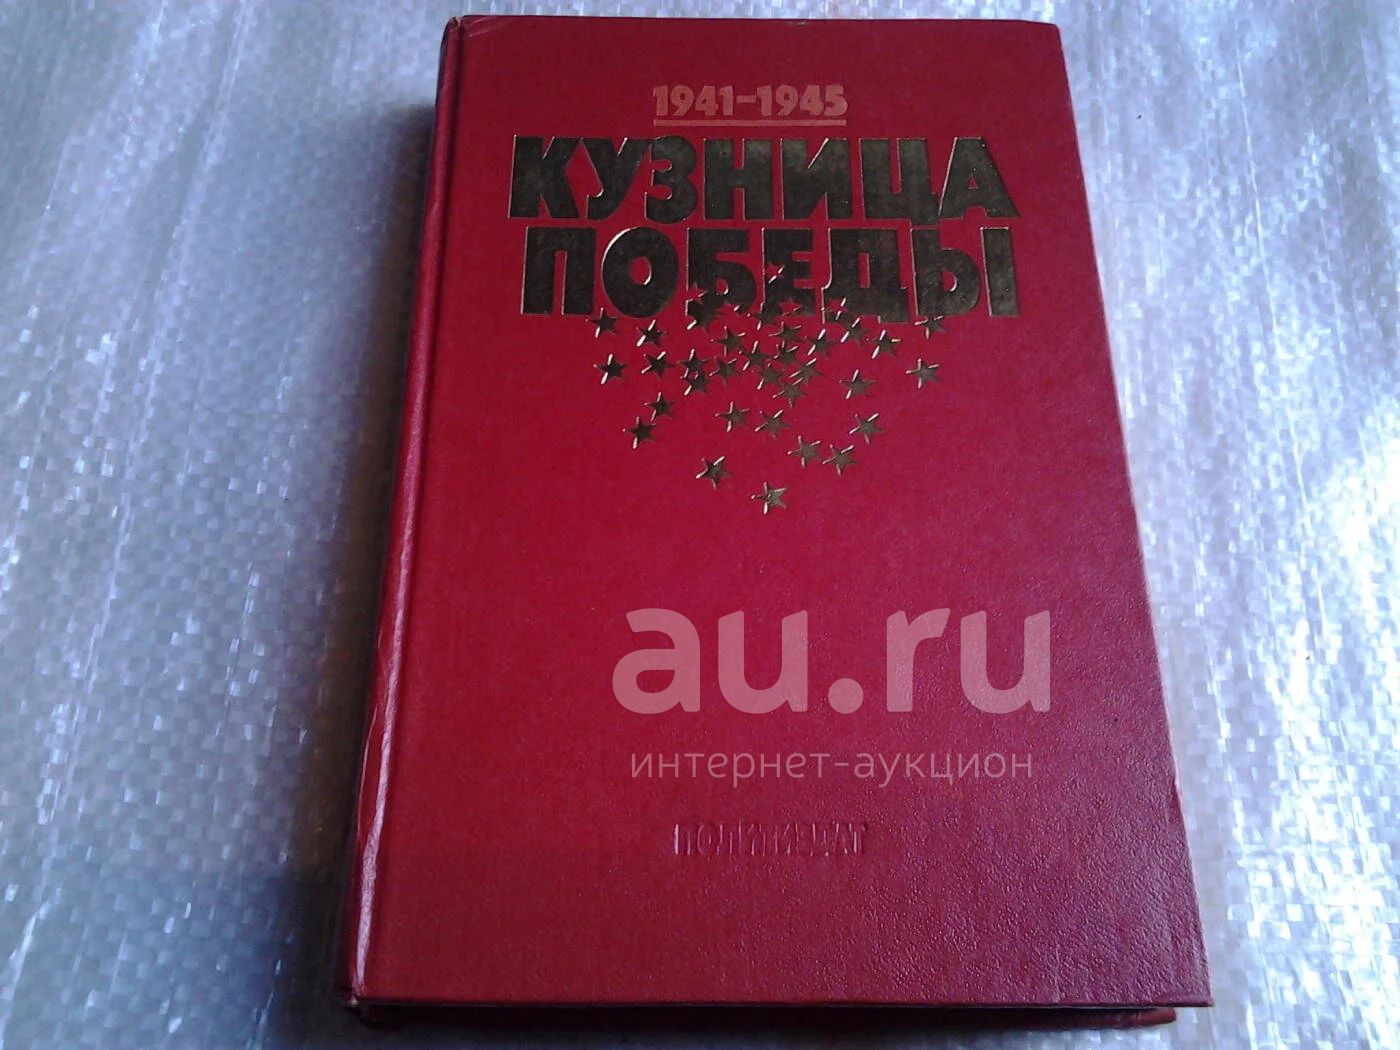 1941-1945
КУЗНИЦА
ПОБЕДЫ
au.ru
интернет-аукцион
ПОЛИТИЗДАТ